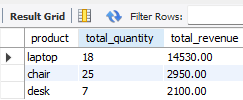 Result Grid Filter Rows:
product total_quantity total_revenue
laptop 18 14530.00
chair 25 2950.00
desk 7 2100.00